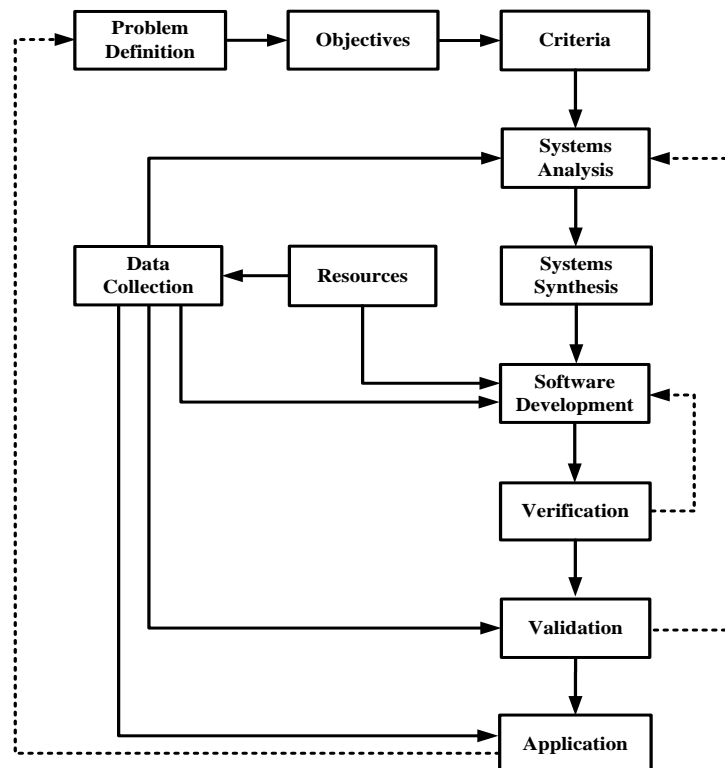 Problem
Definition
Objectives
Criteria
Systems
Analysis
Data
Collection
Resources
Systems
Synthesis
Software
Development
Verification
Validation
Application